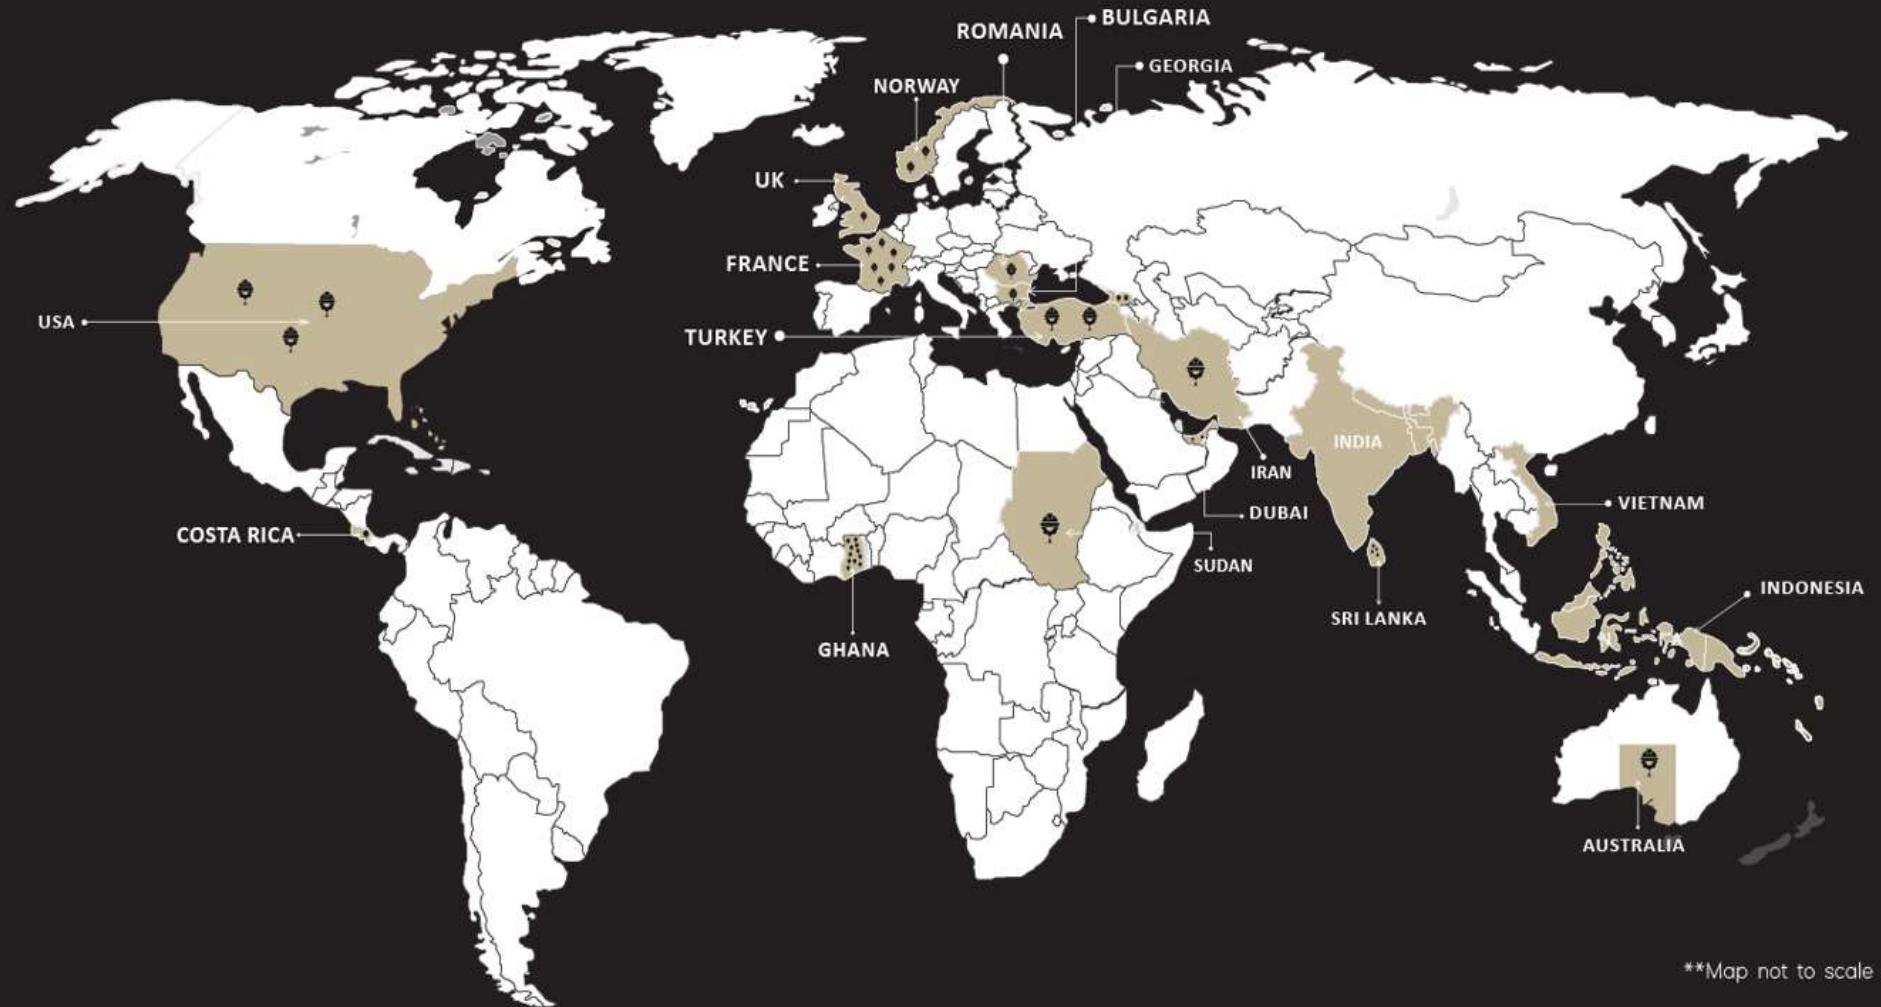 BULGARIA
ROMANIA
GEORGIA
NORWAY
UK
FRANCE
USA
TURKEY
INDIA
IRAN
VIETNAM
DUBAI
COSTA RICA
SUDAN
INDONESIA
SRI LANKA
GHANA
AUSTRALIA
**Map not to scale